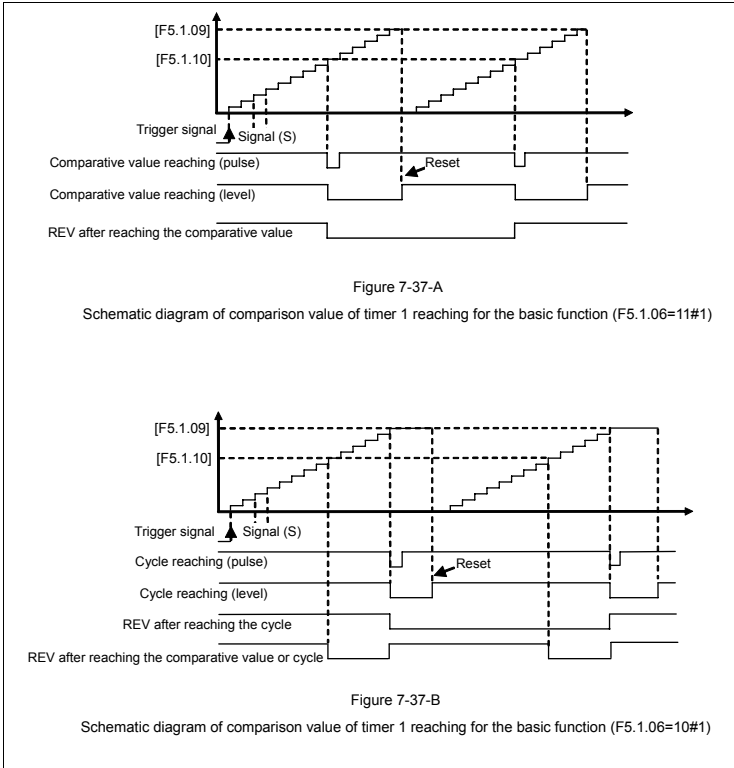 [F5.1.09]
[F5.1.10]
Trigger signal
Signal (S)
Comparative value reaching (pulse)
Reset
Comparative value reaching (level)
REV after reaching the comparative value
Figure 7-37-A
Schematic diagram of comparison value of timer 1 reaching for the basic function (F5.1.06=11#1)
[F5.1.09]
[F5.1.10]
Trigger signal
Signal (S)
Cycle reaching (pulse)
Reset
Cycle reaching (level)
REV after reaching the cycle
REV after reaching the comparative value or cycle
Figure 7-37-B
Schematic diagram of comparison value of timer 1 reaching for the basic function (F5.1.06=10#1)